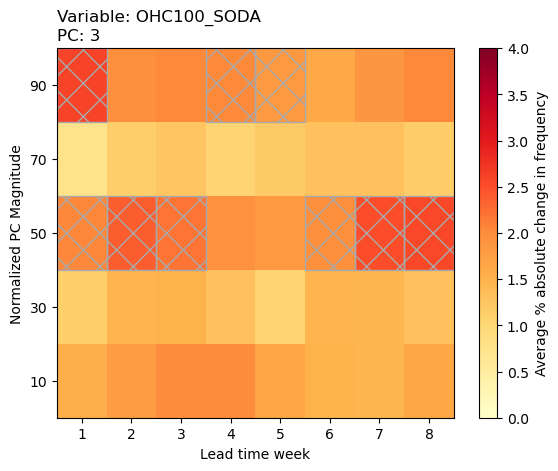 Variable: OHC100_SODA
PC: 3
Normalized PC Magnitude
90
70
50
30
10
1 2 3 4 5 6 7 8
Lead time week
4.0
3.5
3.0
2.5
2.0
1.5
1.0
0.5
0.0
Average % absolute change in frequency